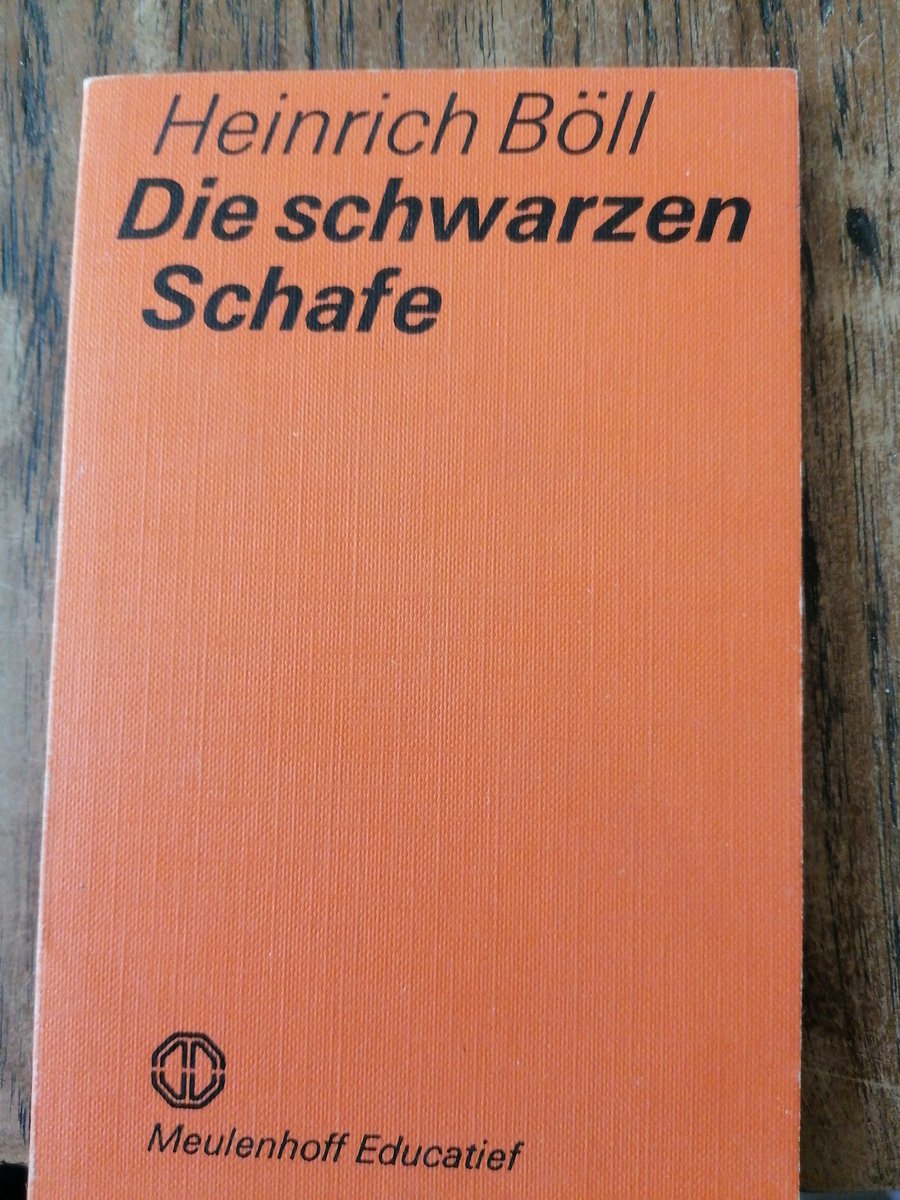 Heinrich Böll
Die schwarzen
Schafe
Meulenhoff Educatief